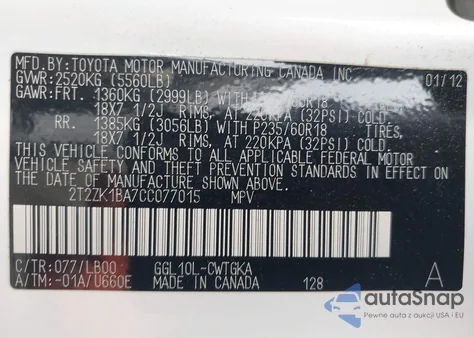 MFD.BY: TOYOTA MOTOR MANUFACTURING CANADA INC. 01/12
GVWR: 2520KG (5560LB)
GAWR: FRT. 1360KG (2999LB) WITH P235/60R18 TIRES,
18X7 1/2J RIMS, AT 220KPA (32PSI) COLD.
RR. 1385KG (3056LB) WITH P235/60R18 TIRES,
18X7 1/2J RIMS, AT 220KPA (32PSI) COLD.
THIS VEHICLE CONFORMS TO ALL APPLICABLE FEDERAL MOTOR
VEHICLE SAFETY AND THEFT PREVENTION STANDARDS IN EFFECT
ON THE DATE OF MANUFACTURE SHOWN ABOVE.
2T2ZK1BA7CC077015 MPV
C/TR: 077/LB00 GGL10L-CWTGKA A
A/TM: -01A/U660E MADE IN CANADA 128
autoSnap
Pewne auta z aukcji USA i EU